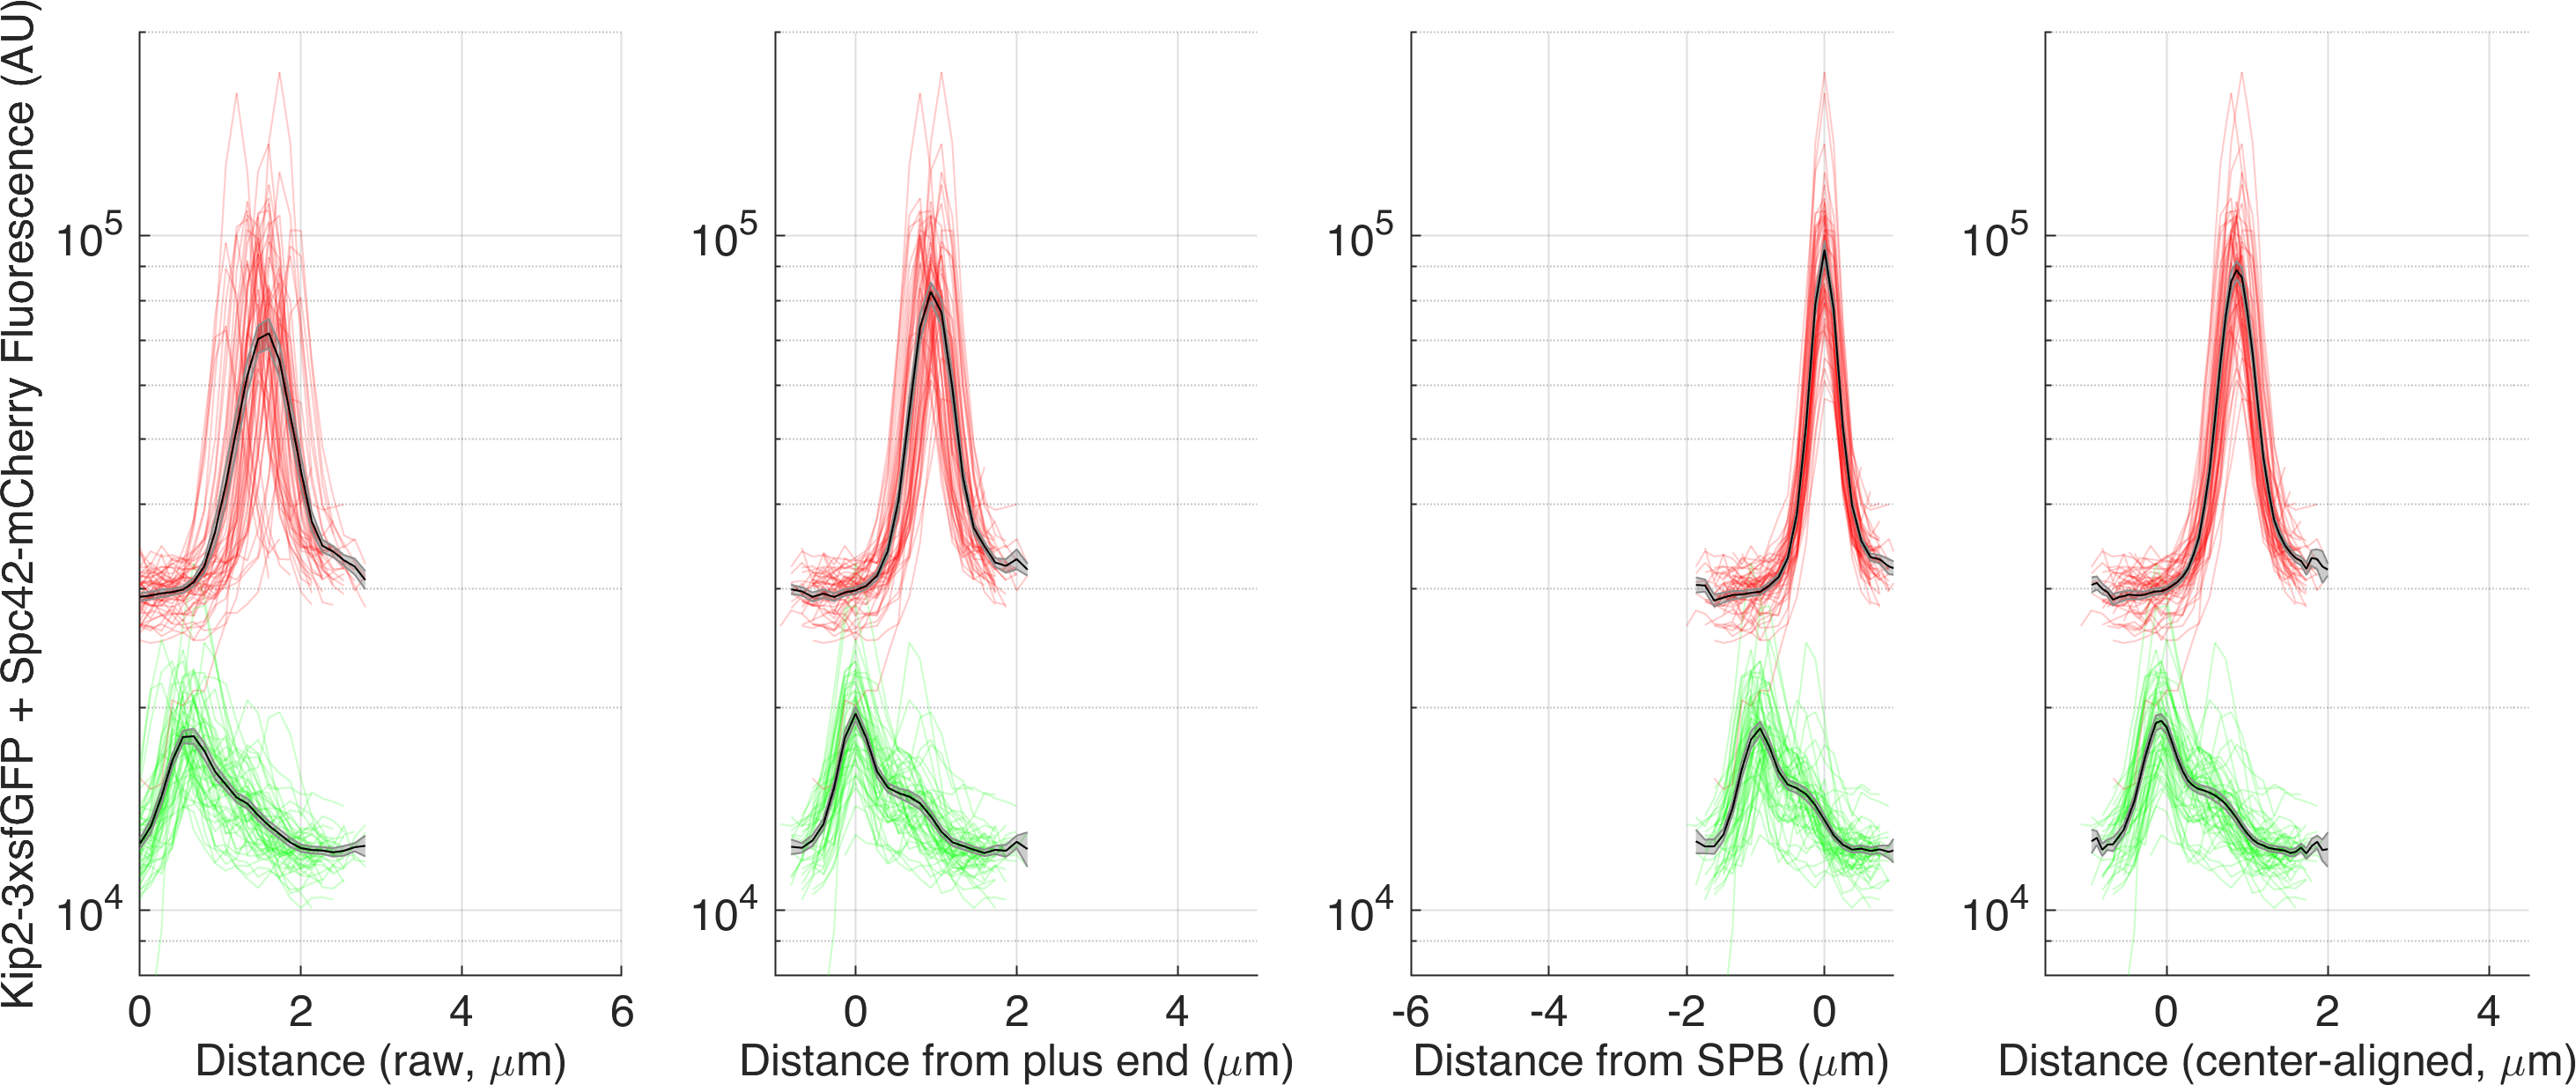 Kip2-3xsfGFP + Spc42-mCherry Fluorescence (AU)
10^5
10^4
0 2 4 6
Distance (raw, μm)
10^5
10^4
0 2 4
Distance from plus end (μm)
10^5
10^4
-6 -4 -2 0
Distance from SPB (μm)
10^5
10^4
0 2 4
Distance (center-aligned, μm)